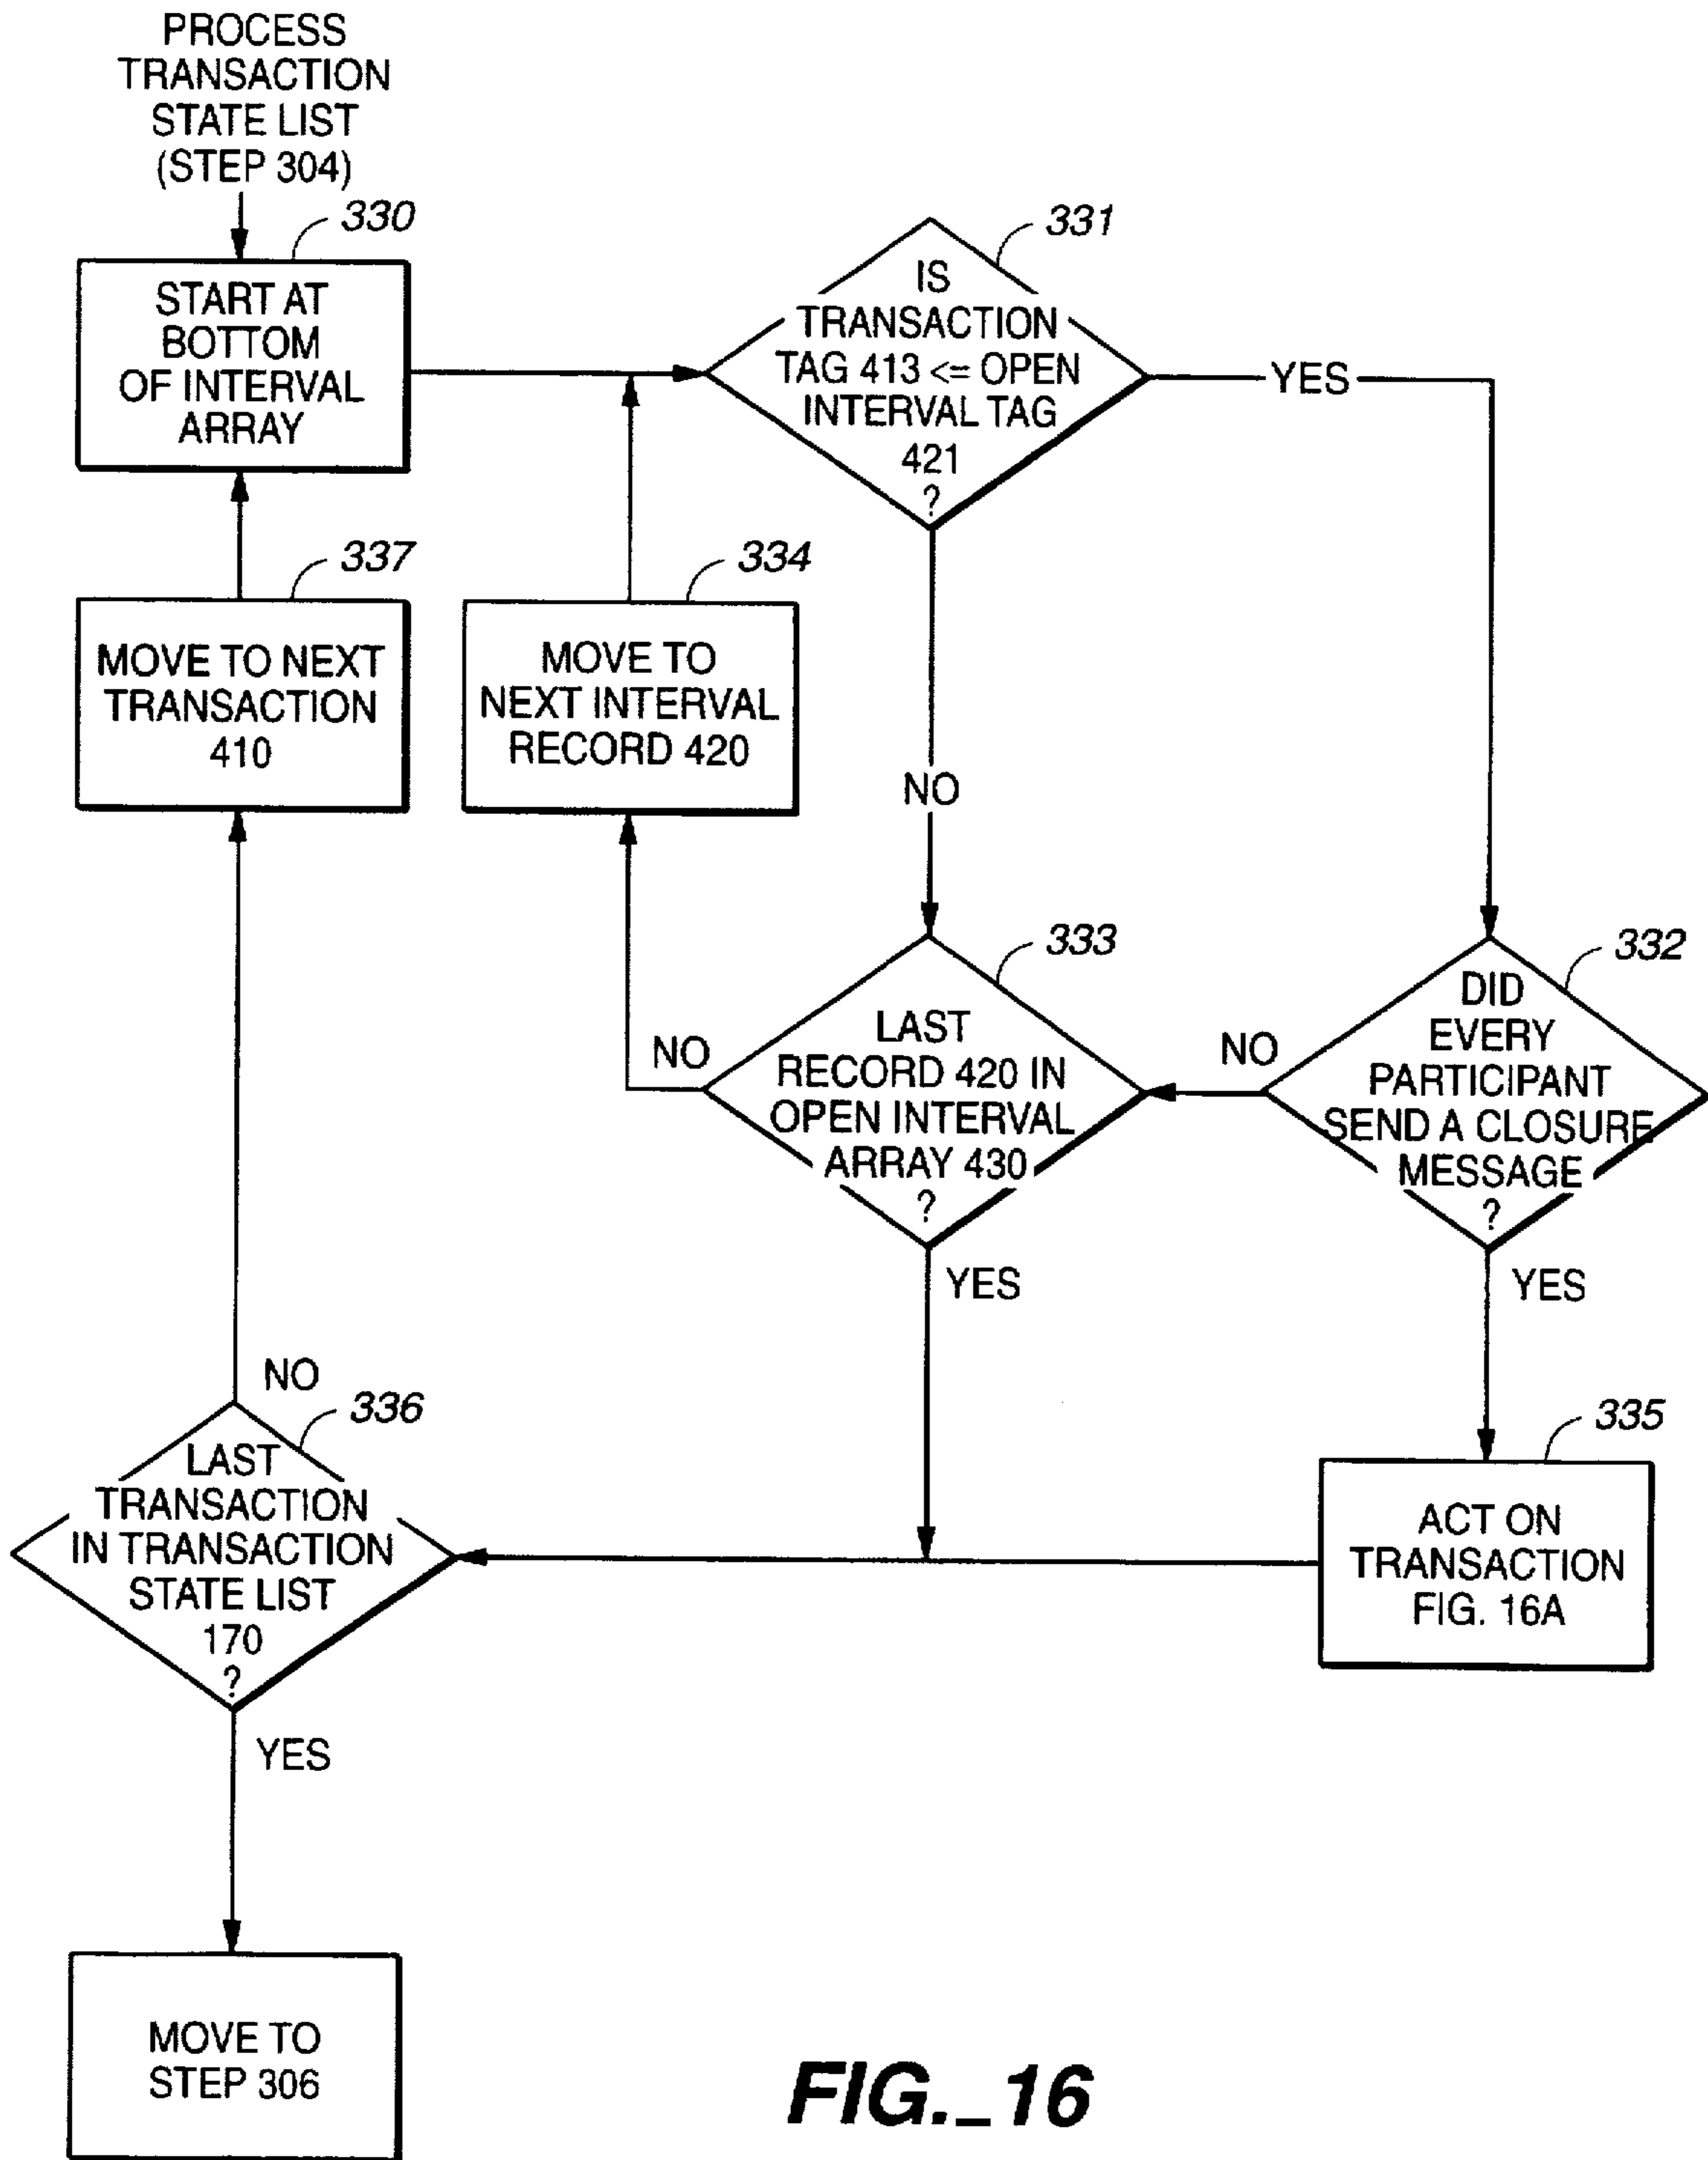 PROCESS
TRANSACTION
STATE LIST
(STEP 304)
330
START AT
BOTTOM
OF INTERVAL
ARRAY
331
IS
TRANSACTION
TAG 413 <= OPEN
INTERVAL TAG
421
?
YES
NO
337
MOVE TO NEXT
TRANSACTION
410
334
MOVE TO
NEXT INTERVAL
RECORD 420
333
LAST
RECORD 420 IN
OPEN INTERVAL
ARRAY 430
?
NO
YES
332
DID
EVERY
PARTICIPANT
SEND A CLOSURE
MESSAGE
?
NO
YES
336
LAST
TRANSACTION
IN TRANSACTION
STATE LIST
170
?
NO
YES
335
ACT ON
TRANSACTION
FIG. 16A
MOVE TO
STEP 306
FIG._16